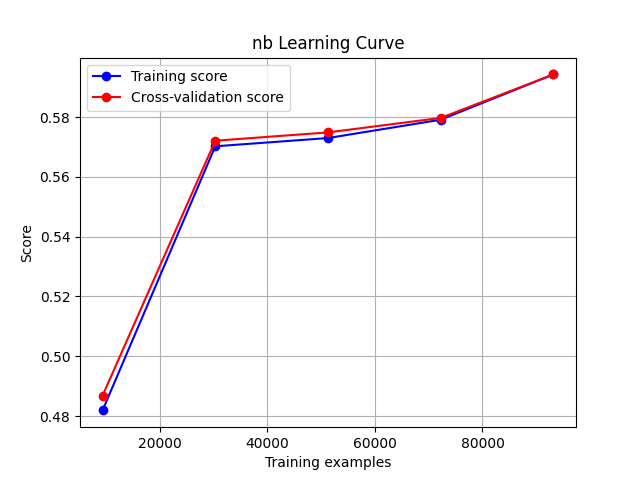 nb Learning Curve
Training score
Cross-validation score
0.58
0.56
0.54
0.52
0.50
0.48
Score
20000 40000 60000 80000
Training examples